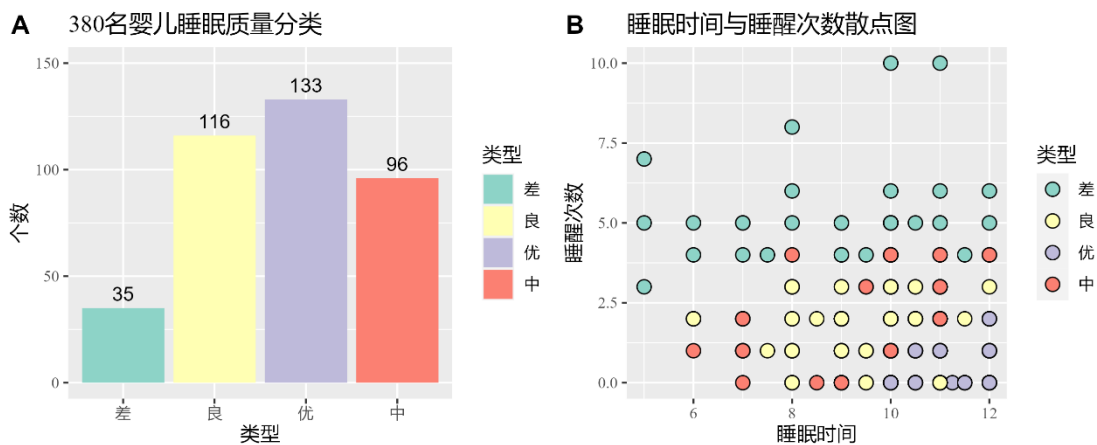 A
380名婴儿睡眠质量分类
个数
150
100
50
0
35
116
133
96
差
良
优
中
类型
类型
差
良
优
中
B
睡眠时间与睡醒次数散点图
睡醒次数
10.0
7.5
5.0
2.5
0.0
6
8
10
12
睡眠时间
类型
差
良
优
中